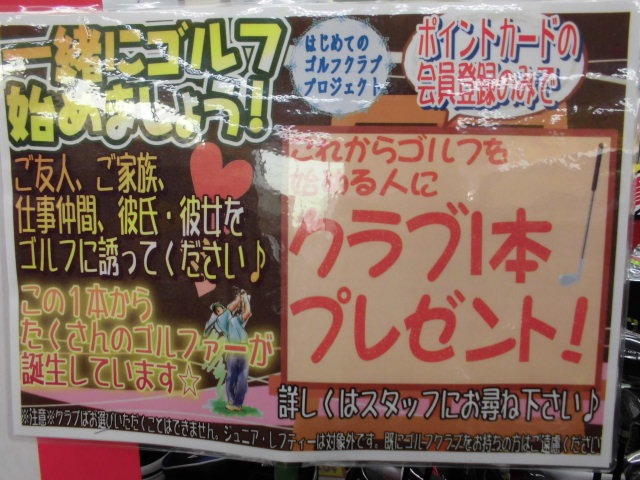 一緒にゴルフ
始めましょう！
はじめての
ゴルフクラブ
プロジェクト
ポイントカードの
会員登録のみで
ご友人、ご家族、
仕事仲間、彼氏・彼女を
ゴルフに誘ってください♪
これからゴルフを
始める人に
クラブ1本
プレゼント！
この１本から
たくさんのゴルファーが
誕生しています☆
詳しくはスタッフにお尋ね下さい♪
※注意※クラブはお選びいただくことはできません。ジュニア・レフティーは対象外です。既にゴルフクラブをお持ちの方はご遠慮ください